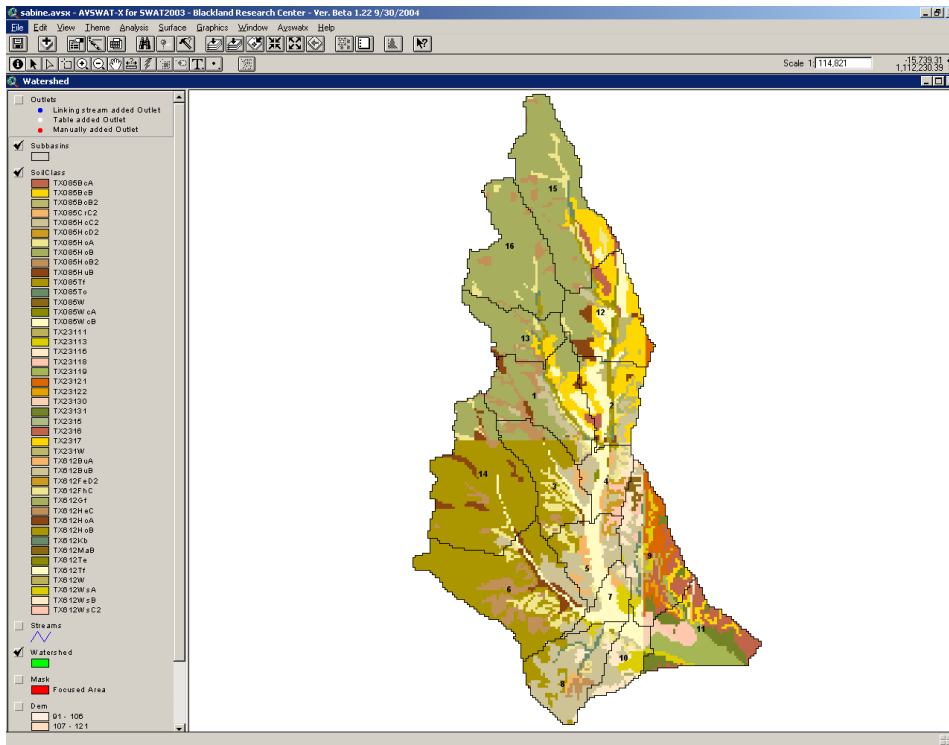 sabine.avsx - AVSWAT-X for SWAT2003 - Blackland Research Center - Ver. Beta 1.22 9/30/2004
File Edit View Theme Analysis Surface Graphics Window Avswatx Help
Scale 1: 114,821
-15,739.31
1,112,230.39
Watershed
Outlets
Linking stream added Outlet
Table added Outlet
Manually added Outlet
Subbasins
SoilClass
TX085BcA
TX085BcB
TX085BcB2
TX085CrC2
TX085HcC2
TX085HcD2
TX085HoA
TX085HoB
TX085HoB2
TX085HuB
TX085Tf
TX085To
TX085W
TX085WcA
TX085WcB
TX23111
TX23113
TX23116
TX23118
TX23119
TX23121
TX23122
TX23130
TX23131
TX2315
TX2316
TX2317
TX231W
TX612BuA
TX612BuB
TX612FeD2
TX612FhC
TX612Gf
TX612HeC
TX612HoA
TX612HoB
TX612Kb
TX612MaB
TX612Te
TX612Tf
TX612W
TX612WsA
TX612WsB
TX612WsC2
Streams
Watershed
Mask
Focused Area
Dem
91 - 106
107 - 121
15
16
12
13
1
2
14
3
4
9
5
6
7
11
10
8